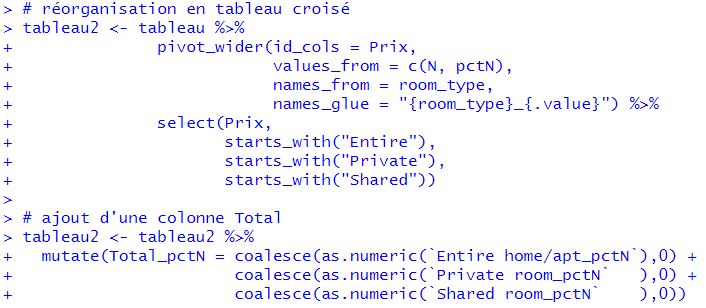 > # réorganisation en tableau croisé
> tableau2 <- tableau %>%
+             pivot_wider(id_cols = Prix,
+                         values_from = c(N, pctN),
+                         names_from = room_type,
+                         names_glue = "{room_type}_{.value}") %>%
+             select(Prix,
+                    starts_with("Entire"),
+                    starts_with("Private"),
+                    starts_with("Shared"))
>
> # ajout d'une colonne Total
> tableau2 <- tableau2 %>%
+   mutate(Total_pctN = coalesce(as.numeric(`Entire home/apt_pctN`),0) +
+                       coalesce(as.numeric(`Private room_pctN`   ),0) +
+                       coalesce(as.numeric(`Shared room_pctN`    ),0))